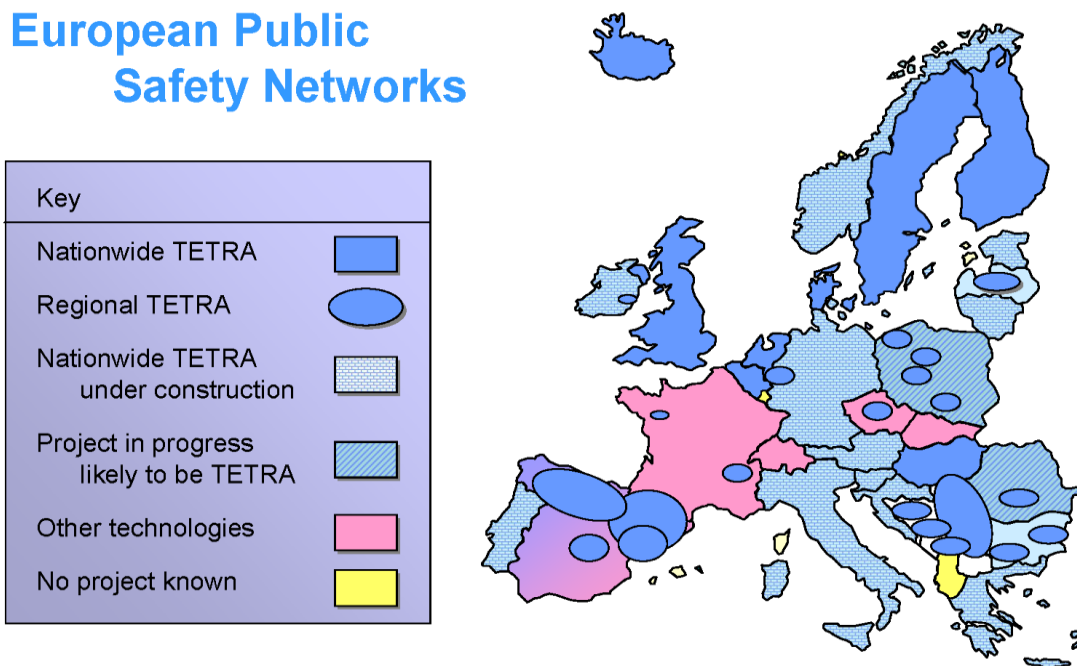 European Public
Safety Networks
Key
Nationwide TETRA
Regional TETRA
Nationwide TETRA
under construction
Project in progress
likely to be TETRA
Other technologies
No project known